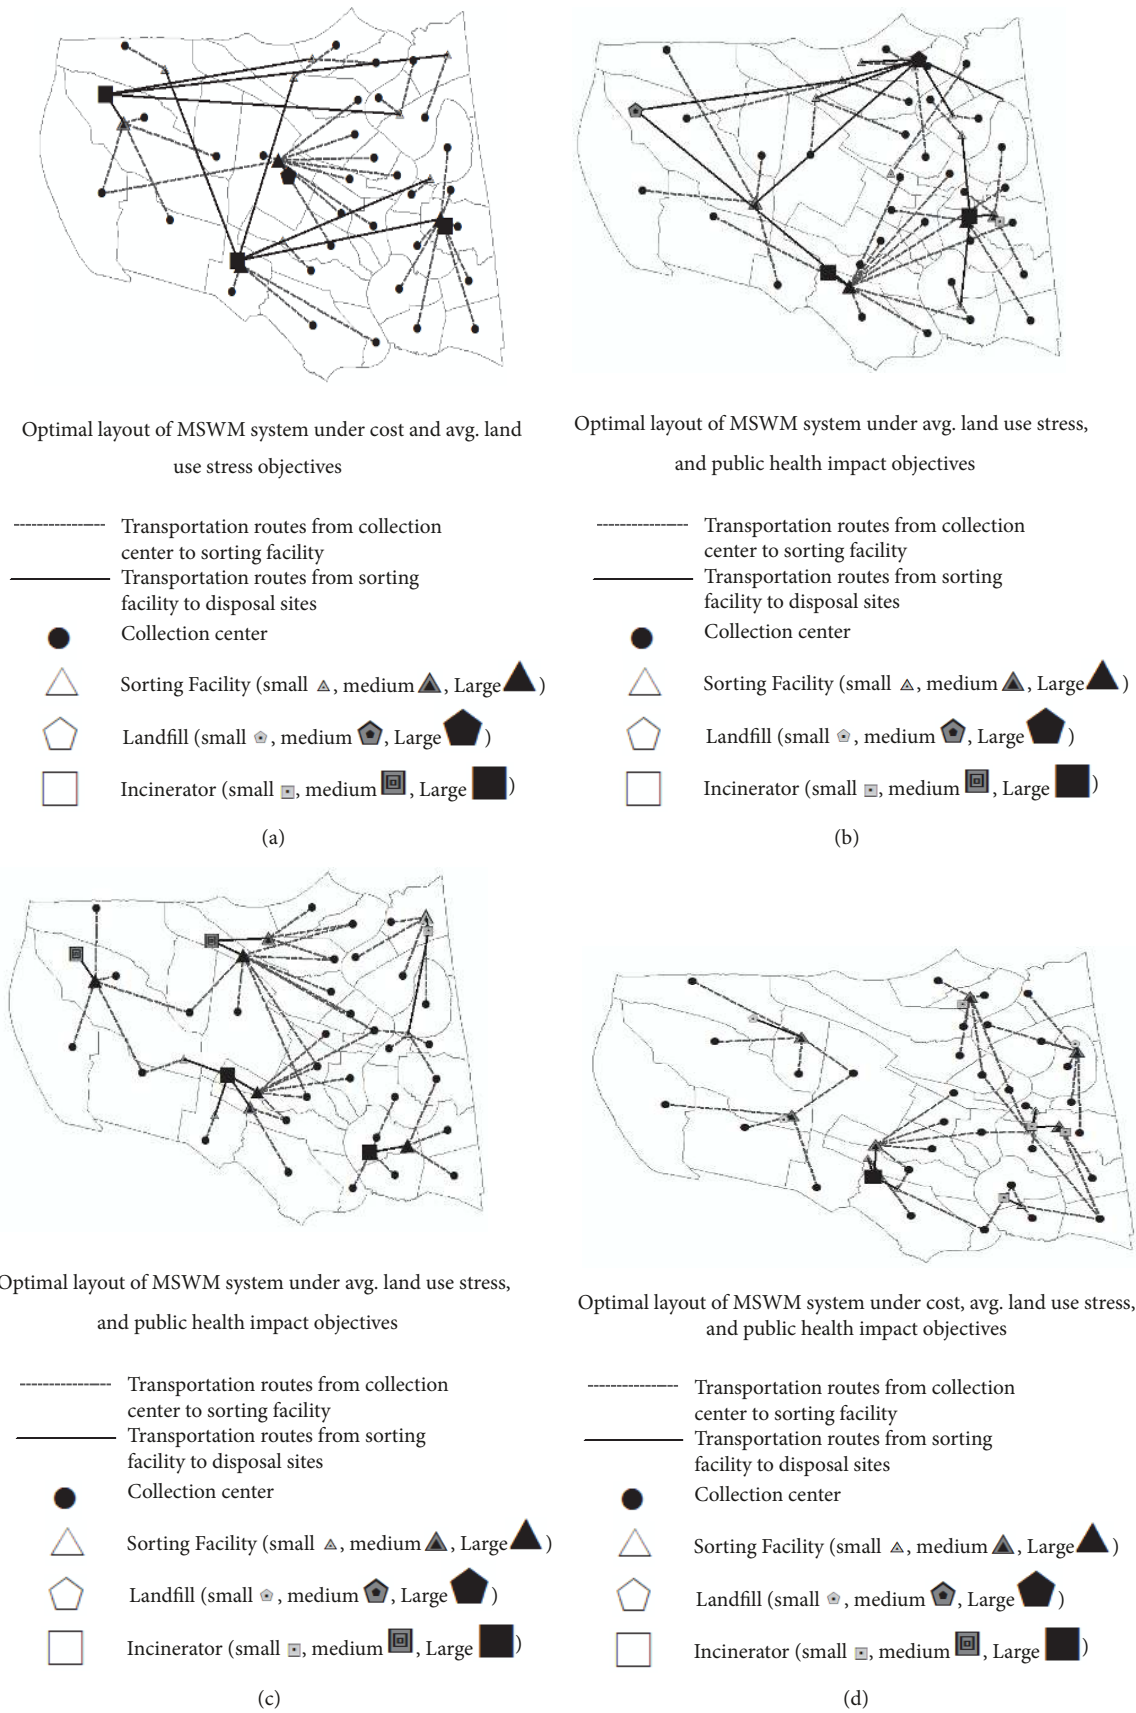 Optimal layout of MSWM system under cost and avg. land
use stress objectives
Transportation routes from collection
center to sorting facility
Transportation routes from sorting
facility to disposal sites
Collection center
Sorting Facility (small , medium , Large )
Landfill (small , medium , Large )
Incinerator (small , medium , Large )
(a)
Optimal layout of MSWM system under avg. land use stress,
and public health impact objectives
Transportation routes from collection
center to sorting facility
Transportation routes from sorting
facility to disposal sites
Collection center
Sorting Facility (small , medium , Large )
Landfill (small , medium , Large )
Incinerator (small , medium , Large )
(b)
Optimal layout of MSWM system under avg. land use stress,
and public health impact objectives
Transportation routes from collection
center to sorting facility
Transportation routes from sorting
facility to disposal sites
Collection center
Sorting Facility (small , medium , Large )
Landfill (small , medium , Large )
Incinerator (small , medium , Large )
(c)
Optimal layout of MSWM system under cost, avg. land use stress,
and public health impact objectives
Transportation routes from collection
center to sorting facility
Transportation routes from sorting
facility to disposal sites
Collection center
Sorting Facility (small , medium , Large )
Landfill (small , medium , Large )
Incinerator (small , medium , Large )
(d)